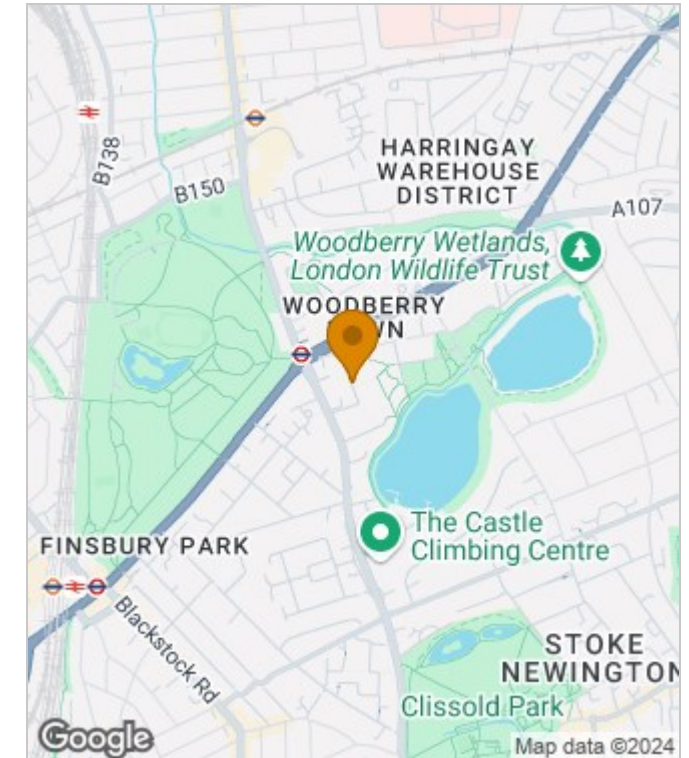 B138
B150
HARRINGAY
WAREHOUSE
DISTRICT
A107
Woodberry Wetlands,
London Wildlife Trust
WOODBERRY
FINSBURY PARK
The Castle
Climbing Centre
Blackstock Rd
STOKE
NEWINGTON
Clissold Park
Google
Map data ©2024